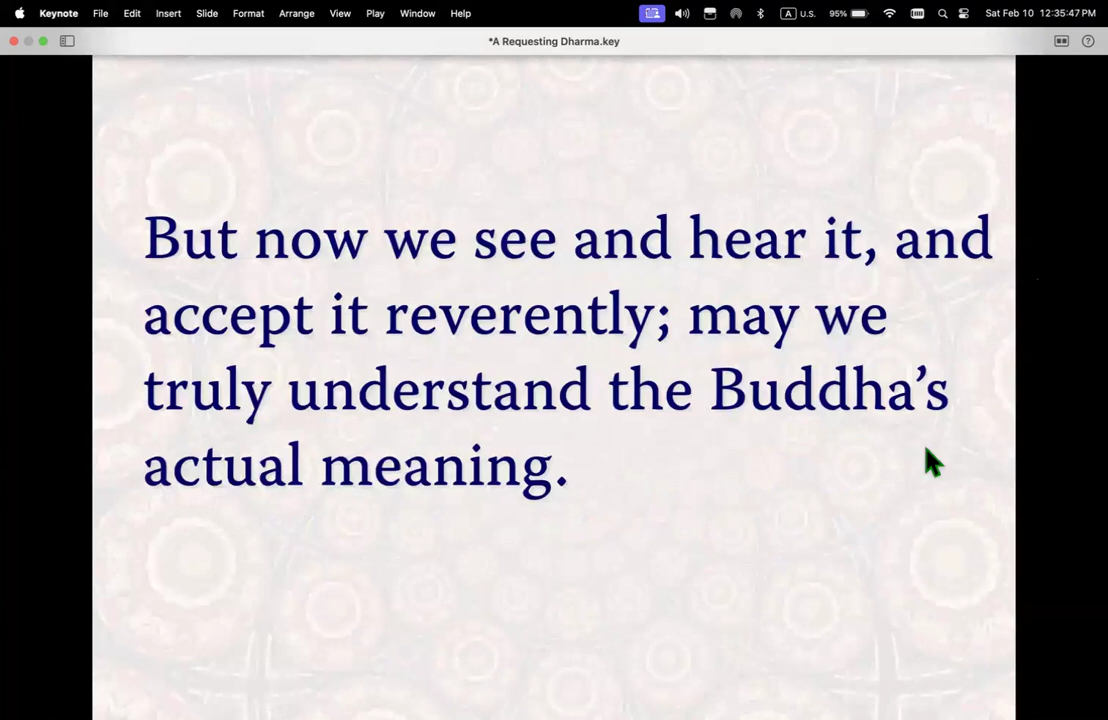 Keynote File Edit Insert Slide Format Arrange View Play Window Help A U.S. 95% Sat Feb 10 12:35:47 PM
*A Requesting Dharma.key
But now we see and hear it, and
accept it reverently; may we
truly understand the Buddha’s
actual meaning.